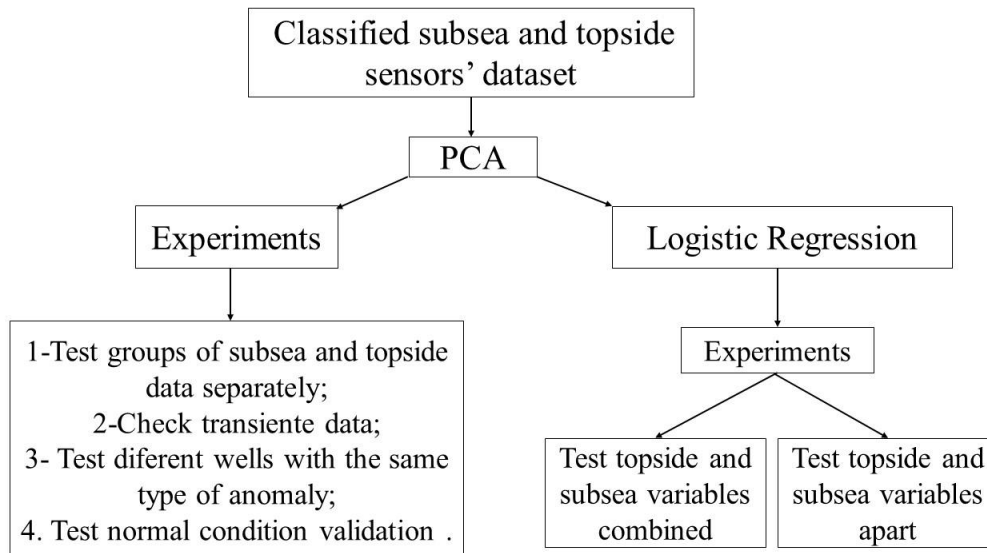 Classified subsea and topside
sensors’ dataset
PCA
Experiments
Logistic Regression
1-Test groups of subsea and topside
data separately;
2-Check transiente data;
3- Test diferent wells with the same
type of anomaly;
4. Test normal condition validation .
Experiments
Test topside and
subsea variables
combined
Test topside and
subsea variables
apart